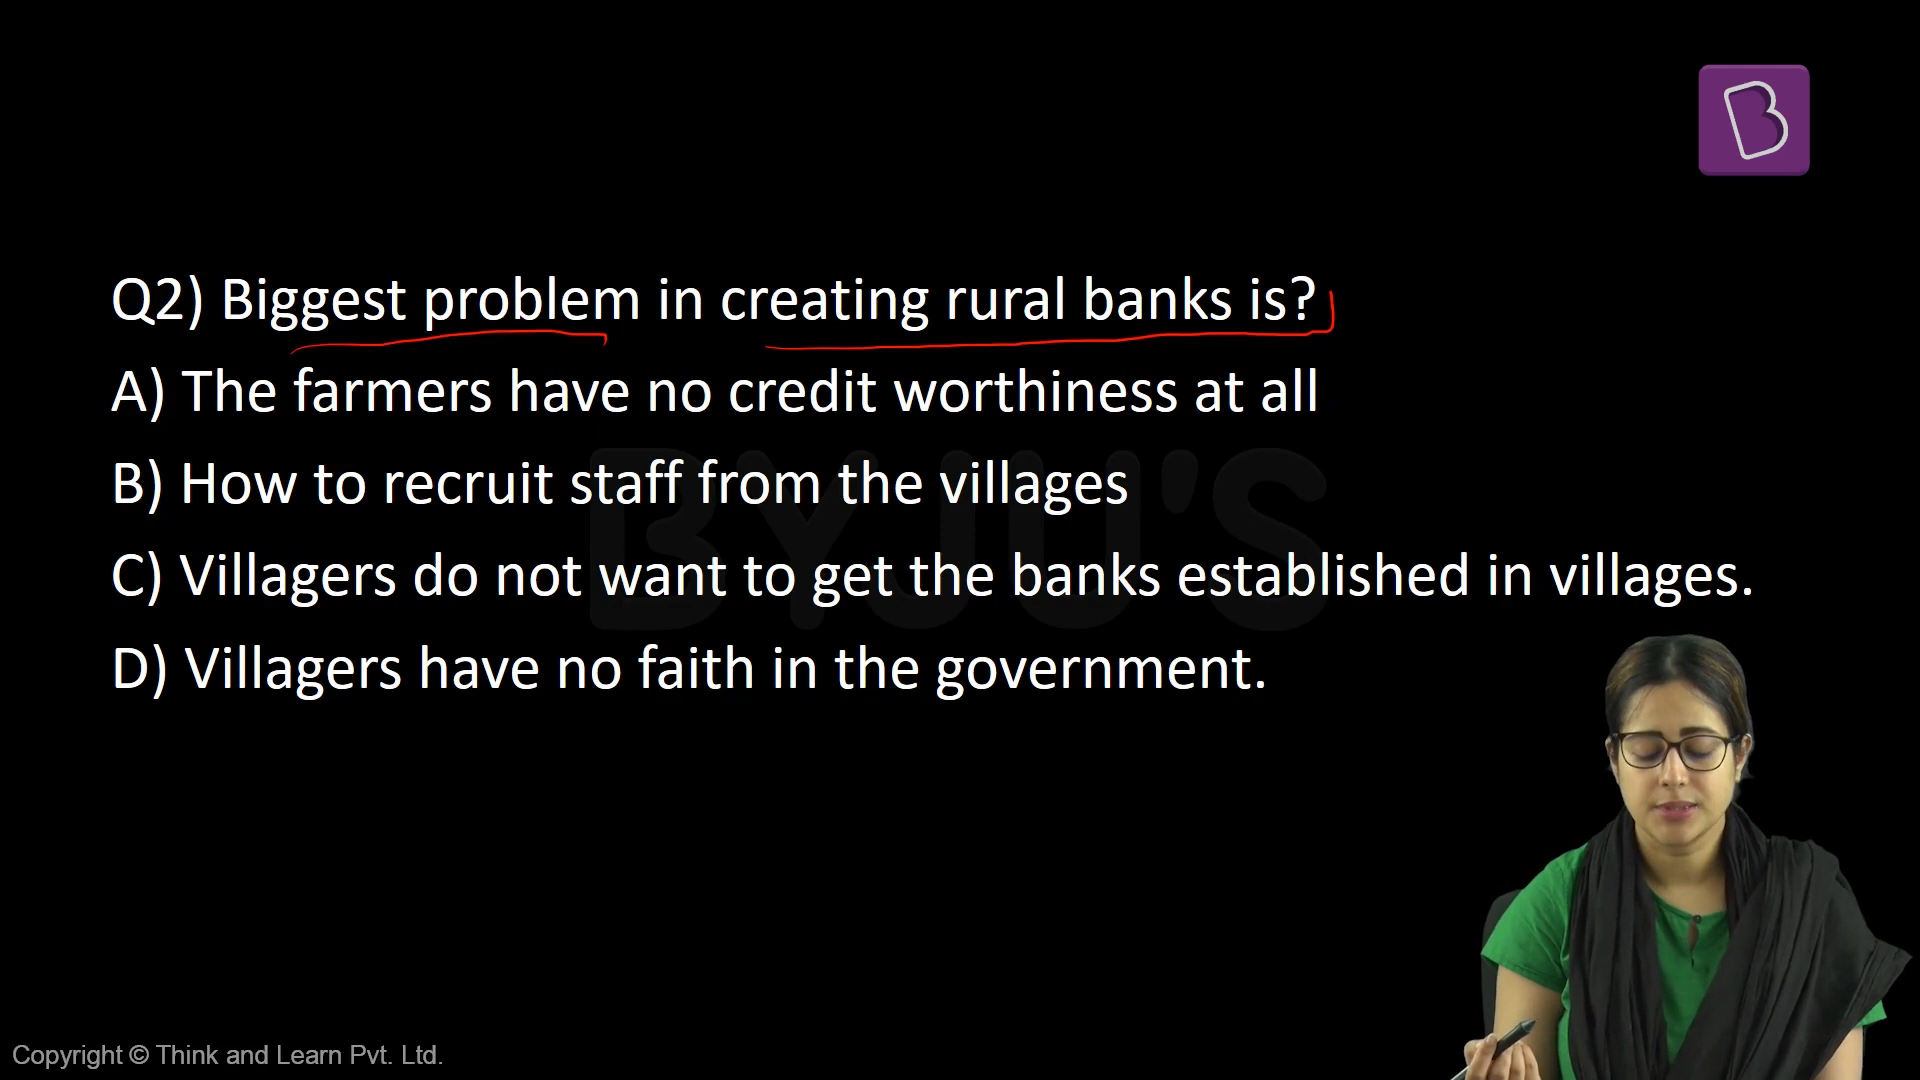 Q2) Biggest problem in creating rural banks is?
A) The farmers have no credit worthiness at all
B) How to recruit staff from the villages
C) Villagers do not want to get the banks established in villages.
D) Villagers have no faith in the government.
BYJU'S
Copyright © Think and Learn Pvt. Ltd.